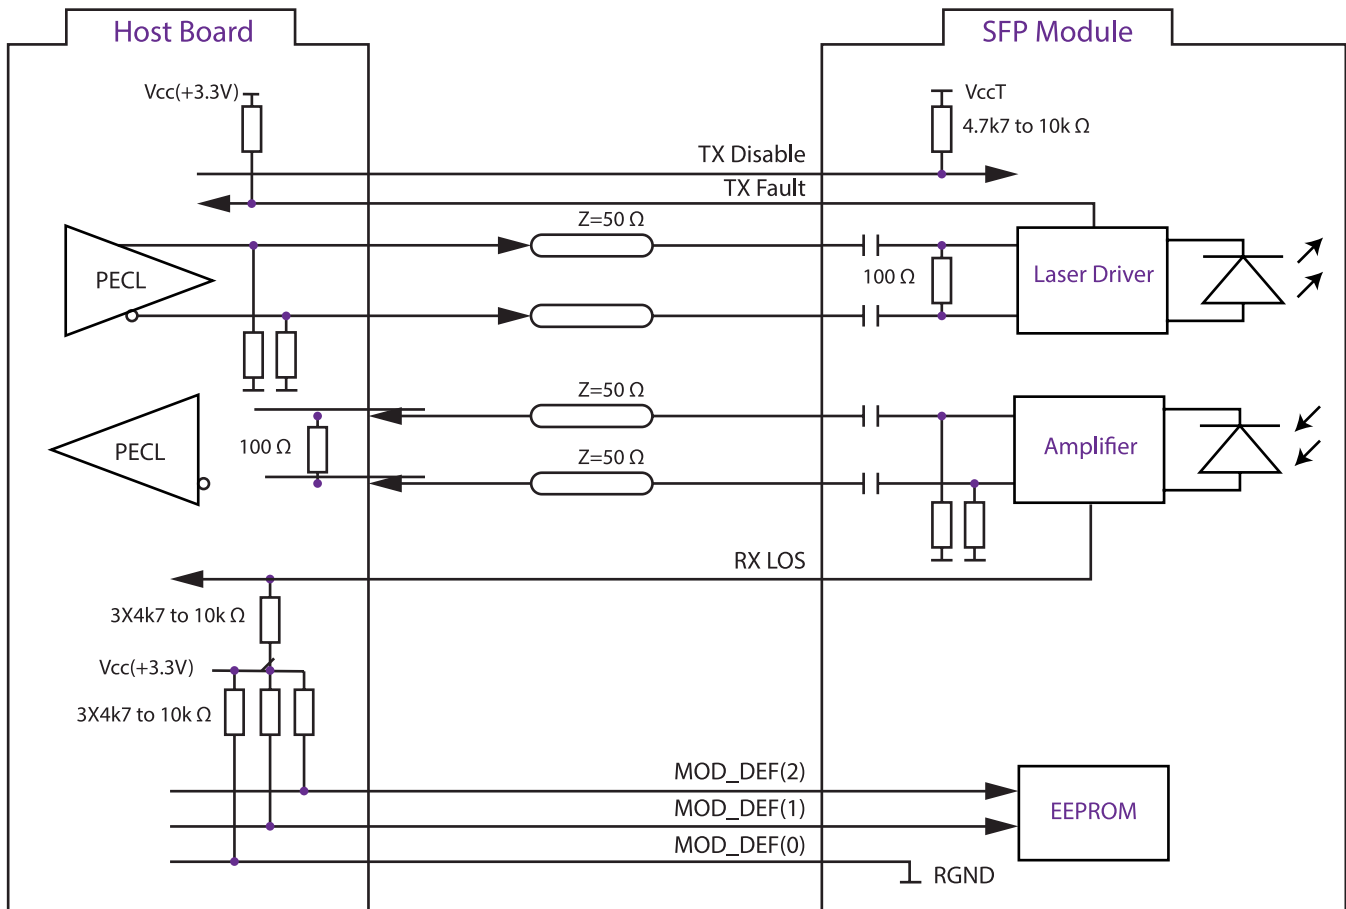 Host Board
SFP Module
Vcc(+3.3V)
VccT
4.7k7 to 10k Ω
TX Disable
TX Fault
Z=50 Ω
PECL
100 Ω
Laser Driver
Z=50 Ω
100 Ω
PECL
Z=50 Ω
Amplifier
RX LOS
3X4k7 to 10k Ω
Vcc(+3.3V)
3X4k7 to 10k Ω
MOD_DEF(2)
MOD_DEF(1)
EEPROM
MOD_DEF(0)
RGND